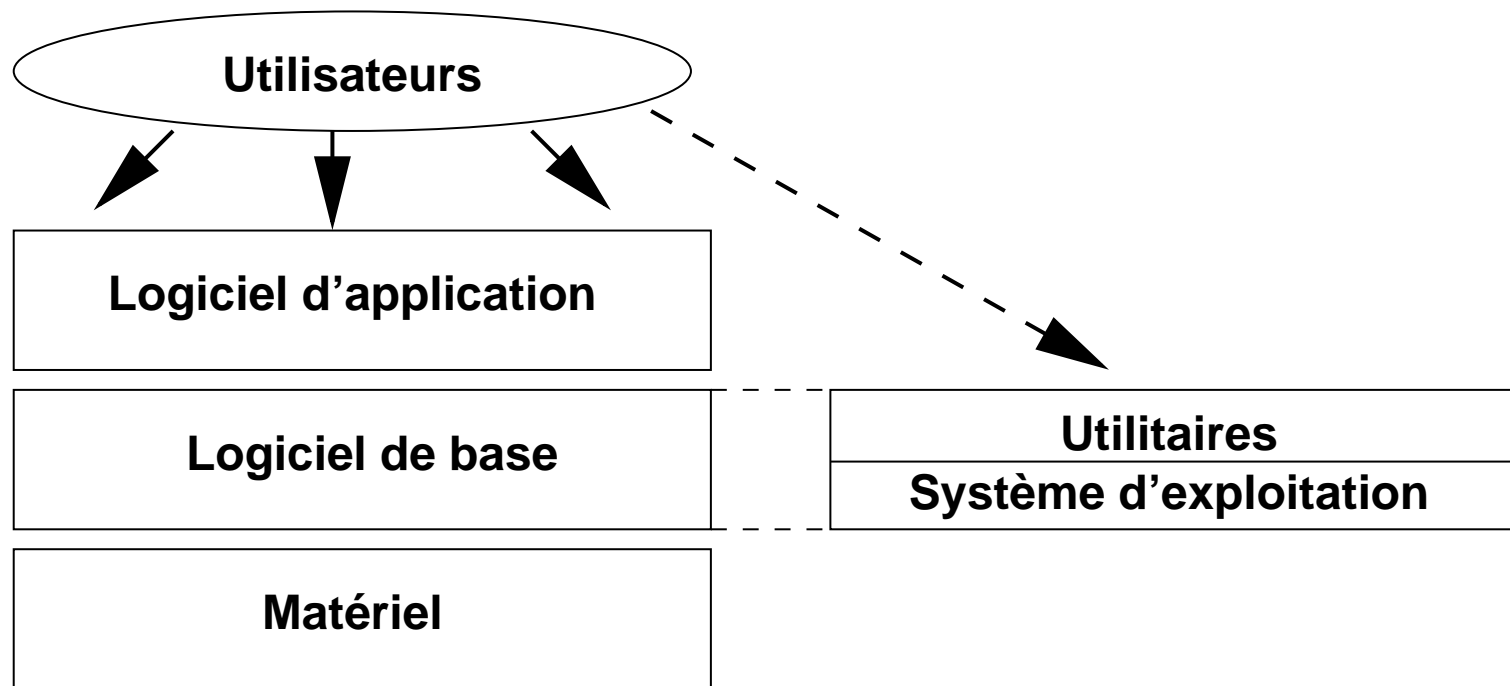 Utilisateurs
Logiciel d’application
Logiciel de base
Utilitaires
Système d’exploitation
Matériel